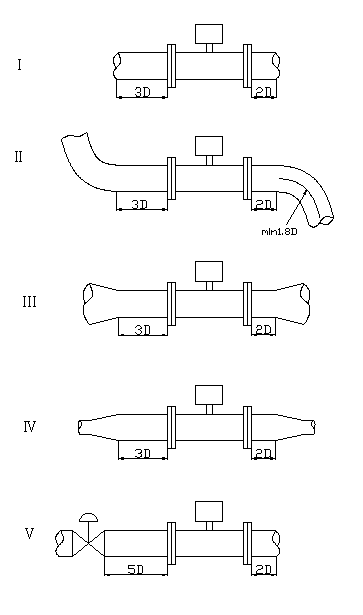 I
3D 2D
II
3D 2D
min1.8D
III
3D 2D
IV
3D 2D
V
5D 2D